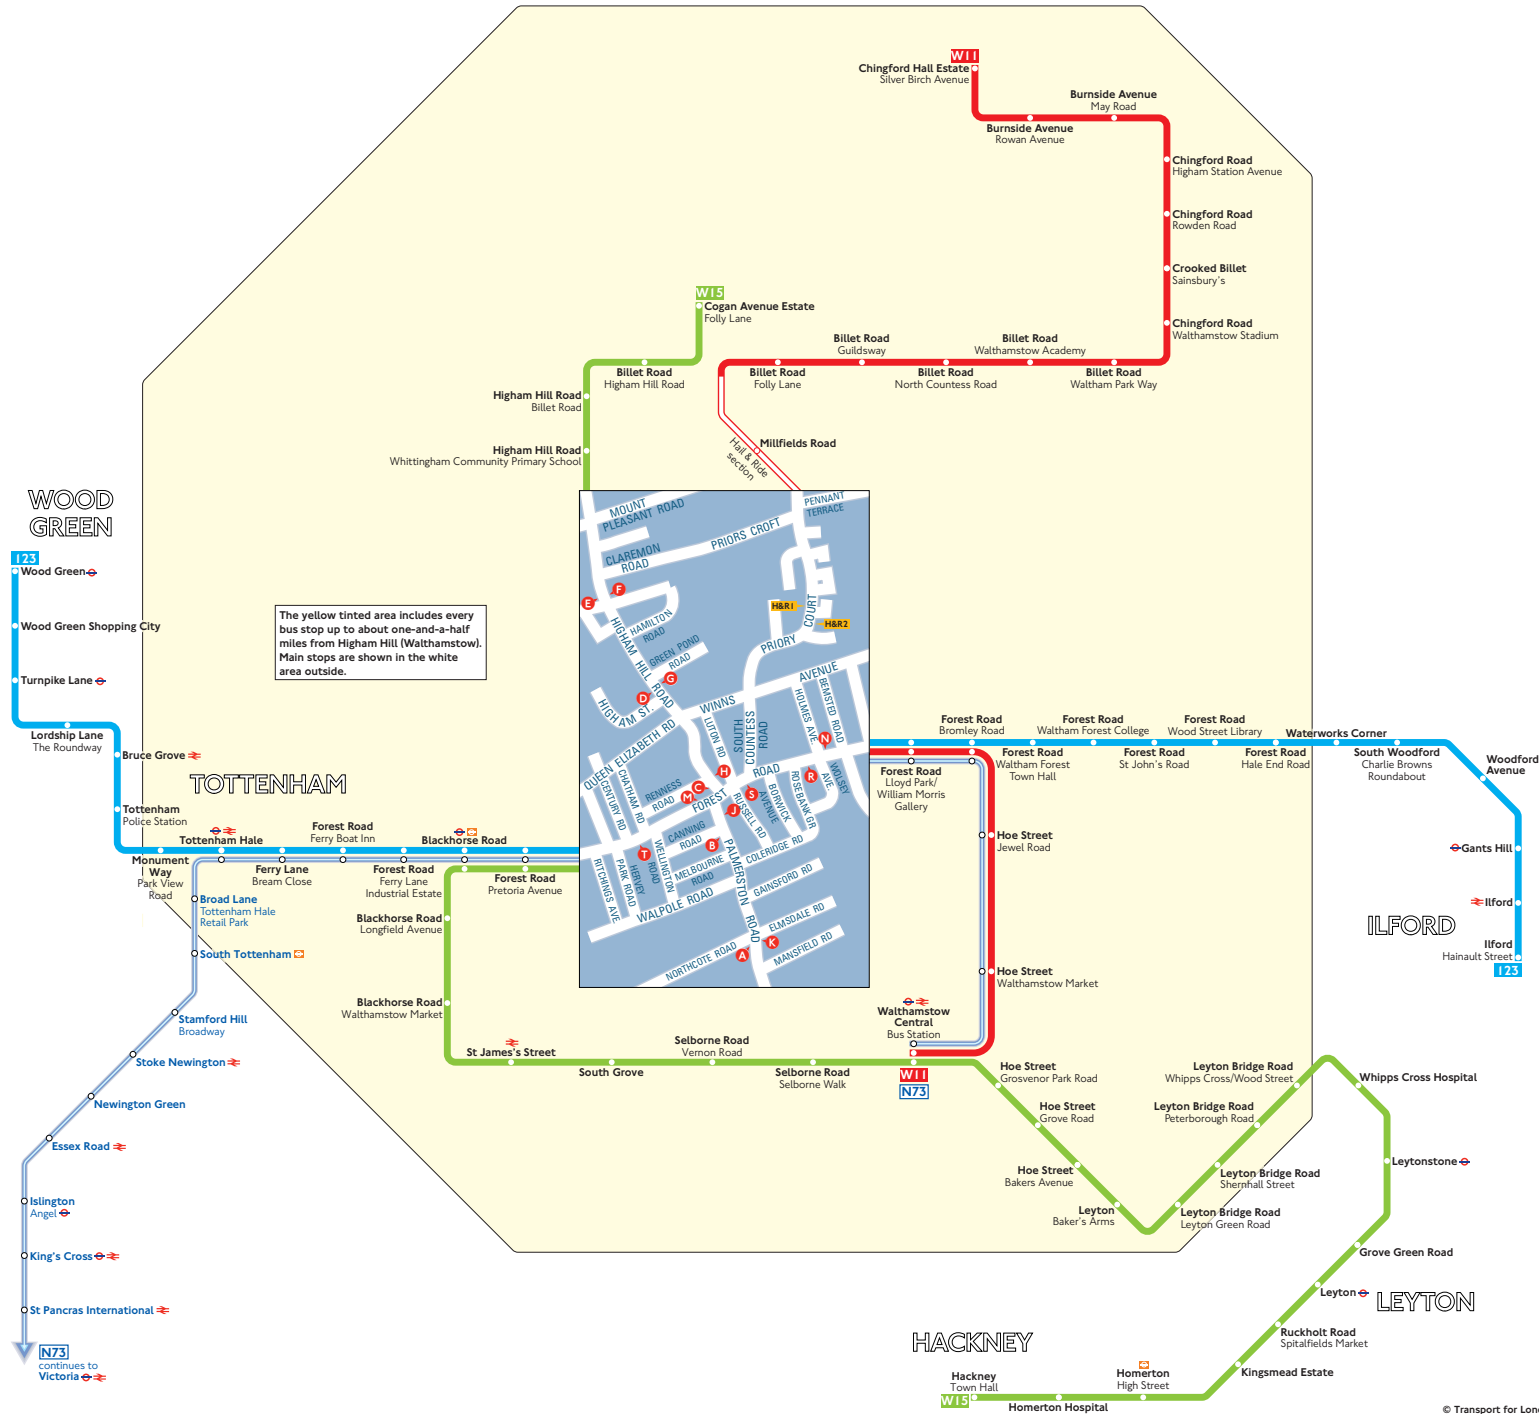 W11
Chingford Hall Estate
Silver Birch Avenue
Burnside Avenue
May Road
Burnside Avenue
Rowan Avenue
Chingford Road
Higham Station Avenue
Chingford Road
Rowden Road
Crooked Billet
Sainsbury's
Chingford Road
Walthamstow Stadium
W15
Cogan Avenue Estate
Folly Lane
Billet Road
Guildsway
Billet Road
Walthamstow Academy
Billet Road
Higham Hill Road
Billet Road
Folly Lane
Billet Road
North Countess Road
Billet Road
Waltham Park Way
Higham Hill Road
Billet Road
Higham Hill Road
Whittingham Community Primary School
Millfields Road
Hail & Ride
section
WOOD
GREEN
123
Wood Green
Wood Green Shopping City
Turnpike Lane
Lordship Lane
The Roundway
Bruce Grove
TOTTENHAM
Tottenham
Police Station
The yellow tinted area includes every
bus stop up to about one-and-a-half
miles from Higham Hill (Walthamstow).
Main stops are shown in the white
area outside.
MOUNT
PLEASANT ROAD
PENNANT
TERRACE
PRIORS CROFT
CLAREMON
ROAD
F
E
H&R1
H&R2
HAMILTON
ROAD
COURT
PRIORY
HIGHAM HILL ROAD
GREEN POND
ROAD
G
D
HIGHAM ST.
WINNS
AVENUE
QUEEN ELIZABETH RD
LUTON RD
SOUTH
COUNTESS
ROAD
HOLMES AVE
BEMSTED ROAD
N
CENTURY RD
CHATHAM RD
RENNESS
ROAD
H
C
M
FOREST
ROAD
S
R
J
RUSSELL RD
AVENUE
BORWICK
ROSEBANK GR
WOLSEY
AVE.
CANNING
ROAD
B
T
RITCHINGS AVE
PARK ROAD
HERVEY
ROAD
WELLINGTON
MELBOURNE
ROAD
COLERIDGE RD
PALMERSTON ROAD
GAINSFORD RD
WALPOLE ROAD
ELMSDALE RD
K
A
NORTHCOTE ROAD
MANSFIELD RD
Tottenham Hale
Forest Road
Ferry Boat Inn
Blackhorse Road
Monument
Way
Park View
Road
Ferry Lane
Bream Close
Forest Road
Ferry Lane
Industrial Estate
Forest Road
Pretoria Avenue
Broad Lane
Tottenham Hale
Retail Park
South Tottenham
Stamford Hill
Broadway
Stoke Newington
Newington Green
Essex Road
Islington
Angel
King's Cross
St Pancras International
N73
continues to
Victoria
Blackhorse Road
Longfield Avenue
Blackhorse Road
Walthamstow Market
St James's Street
South Grove
Selborne Road
Vernon Road
Selborne Road
Selborne Walk
Walthamstow
Central
Bus Station
W11
N73
Forest Road
Lloyd Park/
William Morris
Gallery
Forest Road
Bromley Road
Forest Road
Waltham Forest
Town Hall
Forest Road
Waltham Forest College
Forest Road
St John's Road
Forest Road
Wood Street Library
Forest Road
Hale End Road
Waterworks Corner
South Woodford
Charlie Browns
Roundabout
Woodford
Avenue
Gants Hill
Ilford
ILFORD
Ilford
Hainault Street
123
Hoe Street
Jewel Road
Hoe Street
Walthamstow Market
Hoe Street
Grosvenor Park Road
Hoe Street
Grove Road
Hoe Street
Bakers Avenue
Leyton
Baker's Arms
Leyton Bridge Road
Whipps Cross/Wood Street
Leyton Bridge Road
Peterborough Road
Leyton Bridge Road
Shernhall Street
Leyton Bridge Road
Leyton Green Road
Whipps Cross Hospital
Leytonstone
Grove Green Road
Leyton
LEYTON
Ruckholt Road
Spitalfields Market
Kingsmead Estate
HACKNEY
Homerton
High Street
Hackney
Town Hall
W15
Homerton Hospital